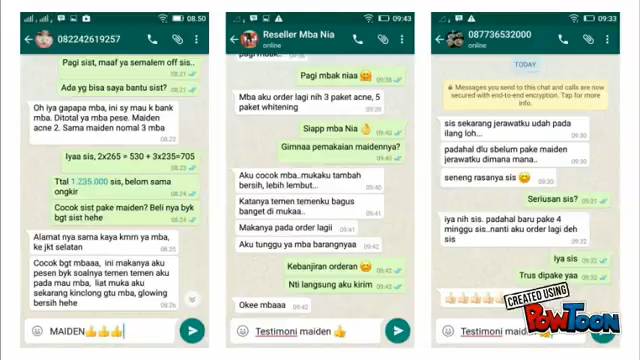 08.50
082242619257
Pagi sist, maaf ya semalem off sis..
08.21
Ada yg bisa saya bantu sist?
08.21
Oh iya gapapa mba, ini sy mau k bank
mba. Ditotal ya mba pese. Maiden
acne 2. Sama maiden nomal 3 mba
08.22
Iyaa sis, 2x265 = 530 + 3x235=705
08.22
Ttal 1.235.000 sis, belom sama
ongkir
08.23
Cocok sist pake maiden? Beli nya byk
bgt sist hehe
08.24
Alamat nya sama kaya kmrn ya mba,
ke jkt selatan
08.25
Cocok bgt mbaaa, ini makanya aku
pesen byk soalnya temen temen aku
pada mau mba, liat muka aku
sekarang kinclong gtu mba, glowing
bersih hehe
08.26
MAIDEN👍👍👍
09:43
Reseller Mba Nia
online
pagi mbak..
Pagi mbak niaa 🤗
09:38
Mba aku order lagi nih 3 paket acne, 5
paket whitening
09:40
Siapp mba Nia 👌
09:40
Gimnaa pemakaian maidennya?
09:40
Aku cocok mba..mukaku tambah
bersih, lebih lembut...
09:40
Katanya temen temenku bagus
banget di mukaa..
09:41
Makanya pada order lagii
09:41
Aku tunggu ya mba barangnyaa
09:42
Kebanjiran orderan 😊
09:42
Nti langsung aku kirim
09:42
Okee mbaaa
09:42
Testimoni maiden 👍
09:33
087736532000
online
TODAY
Messages you send to this chat and calls are now
secured with end-to-end encryption. Tap for more
info.
sis sekarang jerawatku udah pada
ilang loh...
09:30
padahal dlu sbelum pake maiden
jerawatku dimana mana..
09:30
seneng rasanya sis 😊
09:30
Seriusan sis?
09:31
iya nih sis. padahal baru pake 4
minggu sis..nanti aku order lagi deh
sis
09:32
Iya sis
09:32
Trus dipake yaa
09:32
👍👍👍👍👍
Testimoni maiden
CREATED USING
POWTOON